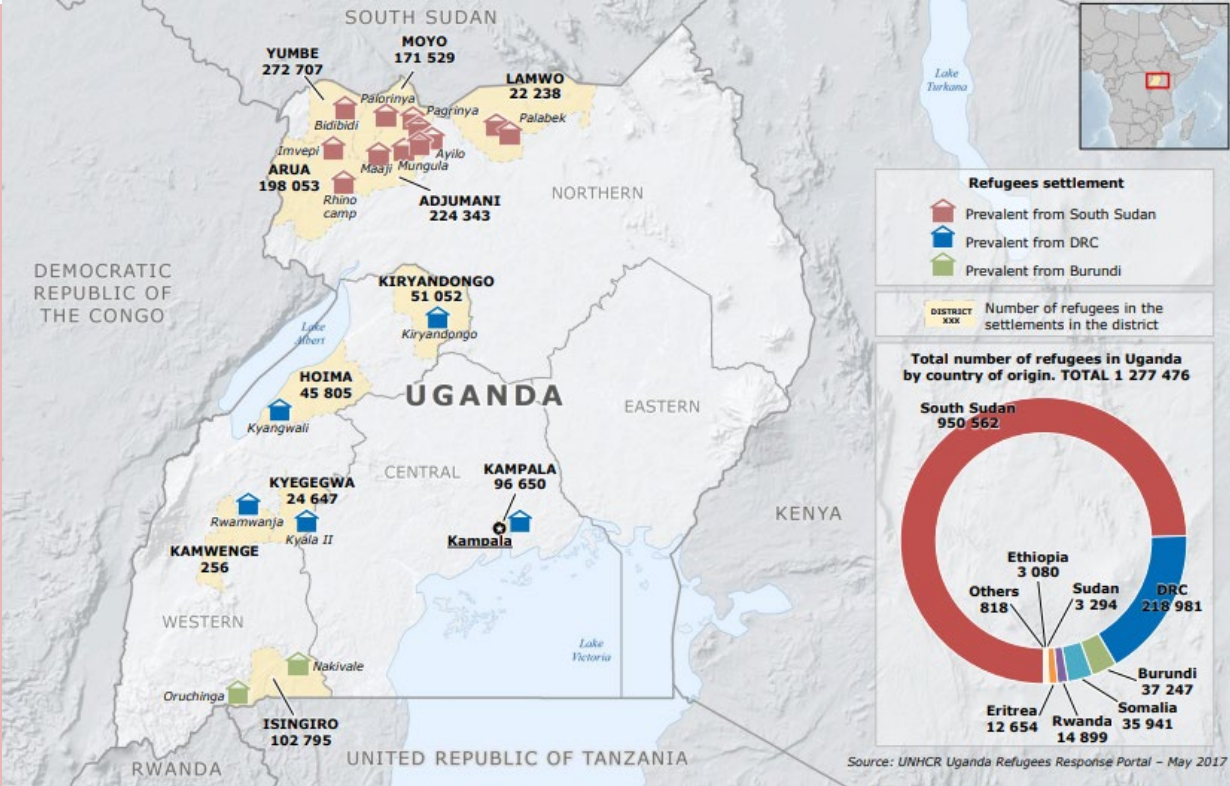 SOUTH SUDAN
YUMBE
272 707
MOYO
171 529
LAMWO
22 238
Palorinya
Pagrinya
Palabek
Bidibidi
Imvepi
Maaji
Mungula
Ayilo
ARUA
198 053
Rhino
camp
ADJUMANI
224 343
NORTHERN
DEMOCRATIC
REPUBLIC OF
THE CONGO
KIRYANDONGO
51 052
Kiryandongo
Lake
Albert
HOIMA
45 805
Kyangwali
UGANDA
EASTERN
CENTRAL
KAMPALA
96 650
Kampala
KYEGEGWA
24 647
Rwamwanja
Kyala II
KAMWENGE
256
KENYA
WESTERN
Lake
Victoria
Nakivale
Oruchinga
ISINGIRO
102 795
UNITED REPUBLIC OF TANZANIA
RWANDA
Lake
Turkana
Refugees settlement
Prevalent from South Sudan
Prevalent from DRC
Prevalent from Burundi
DISTRICT
XXX
Number of refugees in the
settlements in the district
Total number of refugees in Uganda
by country of origin. TOTAL 1 277 476
South Sudan
950 562
Ethiopia
3 080
Others
818
Sudan
3 294
DRC
218 981
Burundi
37 247
Somalia
35 941
Rwanda
14 899
Eritrea
12 654
Source: UNHCR Uganda Refugees Response Portal – May 2017